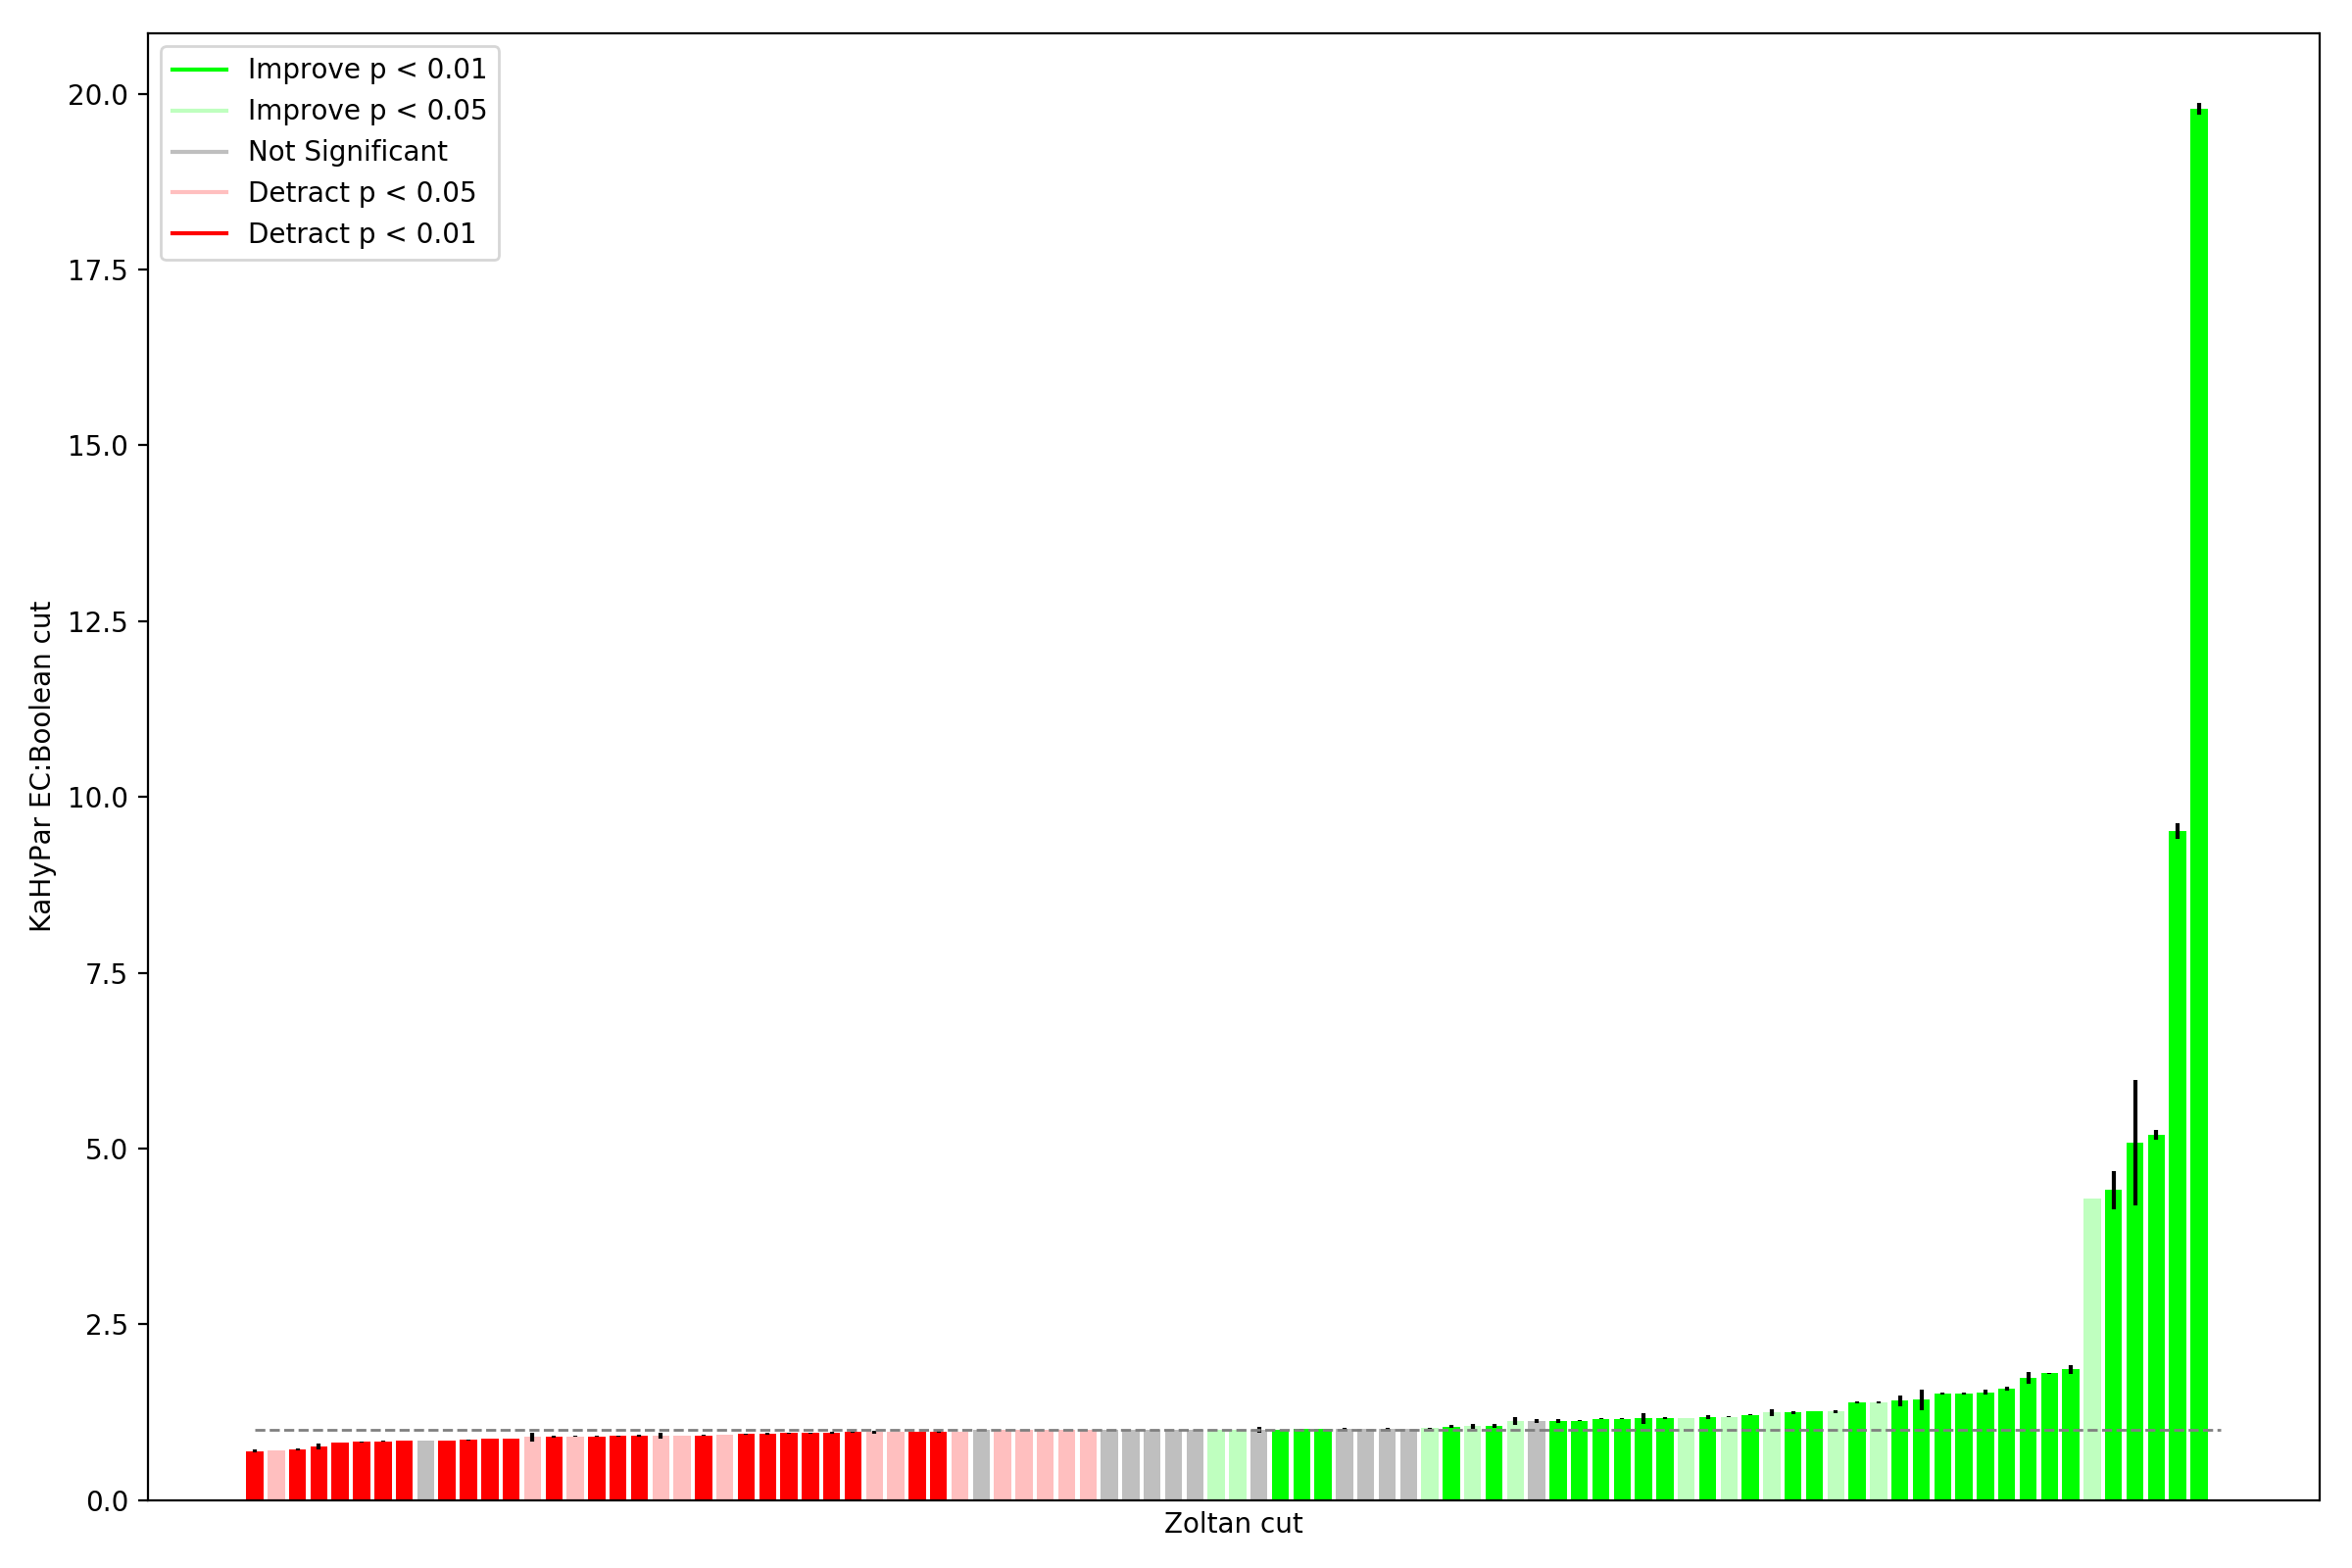 Improve p < 0.01
Improve p < 0.05
Not Significant
Detract p < 0.05
Detract p < 0.01
20.0
17.5
15.0
12.5
10.0
7.5
5.0
2.5
0.0
KaHyPar EC:Boolean cut
Zoltan cut